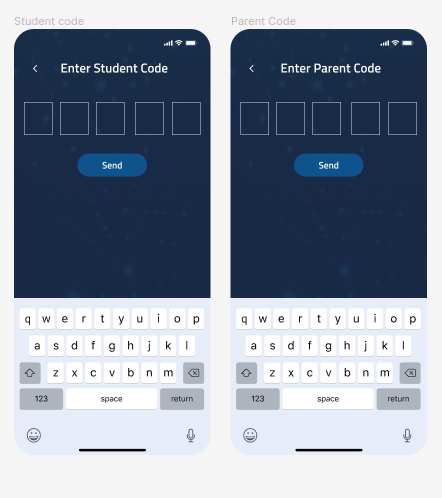 Student code
Enter Student Code
Send
q w e r t y u i o p
a s d f g h j k l
z x c v b n m
123 space return
Parent Code
Enter Parent Code
Send
q w e r t y u i o p
a s d f g h j k l
z x c v b n m
123 space return